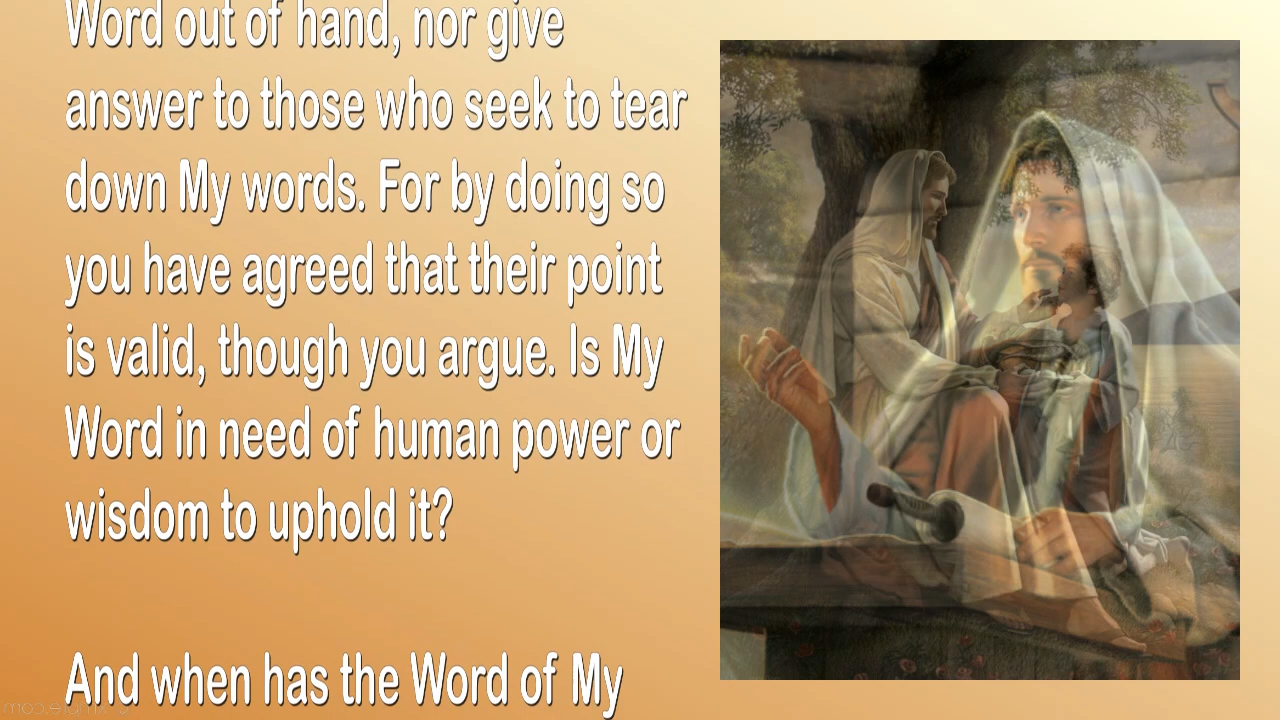 Word out of hand, nor give
answer to those who seek to tear
down My words. For by doing so
you have agreed that their point
is valid, though you argue. Is My
Word in need of human power or
wisdom to uphold it?
And when has the Word of My